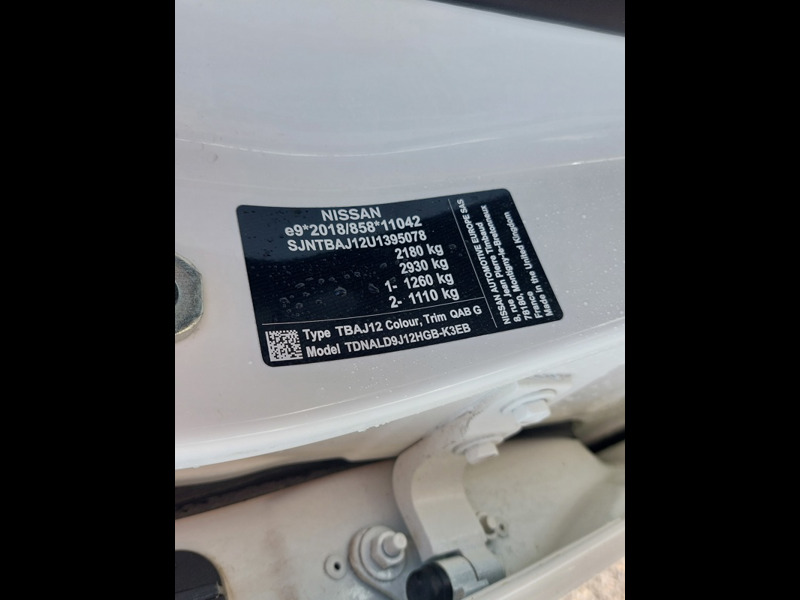 NISSAN
e9*2018/858*11042
SJNTBAJ12U1395078
2180 kg
2930 kg
1- 1260 kg
2- 1110 kg
Type TBAJ12 Colour, Trim QAB G
Model TDNALD9J12HGB-K3EB
NISSAN AUTOMOTIVE EUROPE SAS
NISSAN Jean Pierre Timbaud
8, rue Montigny-le-Bretonneux
78180,
France
Made in the United Kingdom